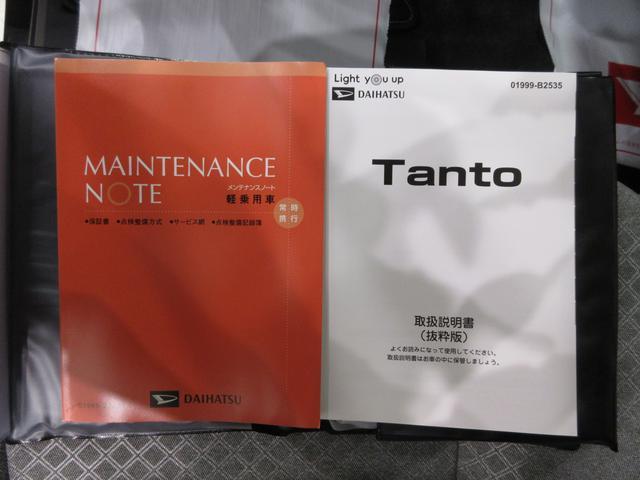 MAINTENANCE
NOTE
メンテナンスノート
軽乗用車
常時
携行
●保証書 ●点検整備方式 ●サービス網 ●点検整備記録簿
DAIHATSU
Light you up
DAIHATSU
01999-B2535
Tanto
取扱説明書
(抜粋版)
よくお読みになって使用してください。
取扱説明書はお車の中に保管しましょう。